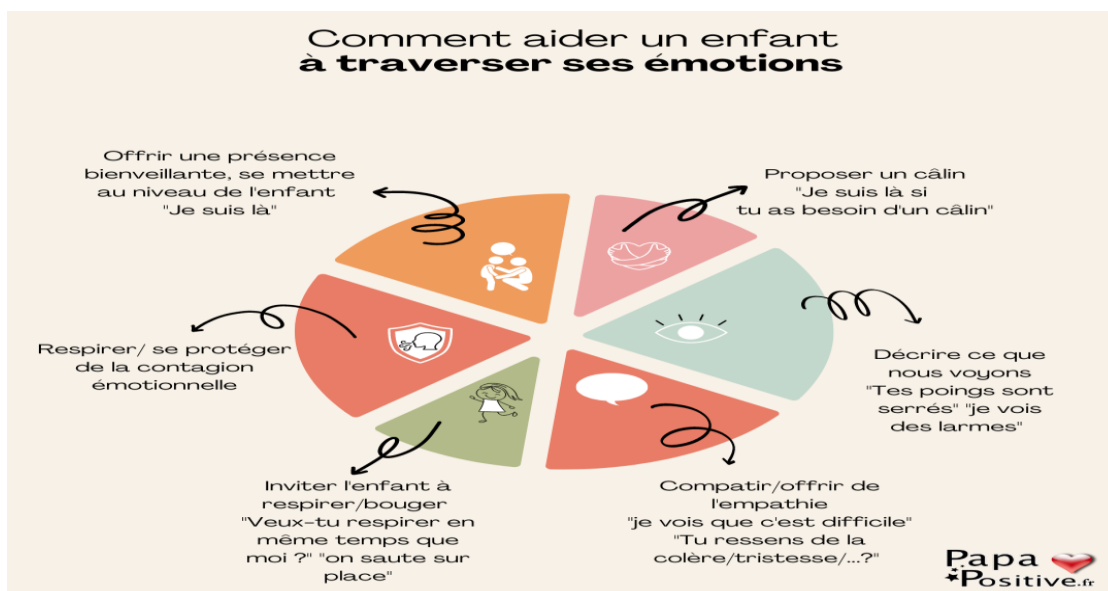 Comment aider un enfant
à traverser ses émotions
Offrir une présence
bienveillante, se mettre
au niveau de l'enfant
"Je suis là"
Proposer un câlin
"Je suis là si
tu as besoin d'un câlin"
Respirer/ se protéger
de la contagion
émotionnelle
Décrire ce que
nous voyons
"Tes poings sont
serrés" "je vois
des larmes"
Inviter l'enfant à
respirer/bouger
"Veux-tu respirer en
même temps que
moi ?" "on saute sur
place"
Compatir/offrir de
l'empathie
"je vois que c'est difficile"
"Tu ressens de la
colère/tristesse/...?"
Papa
Positive.fr